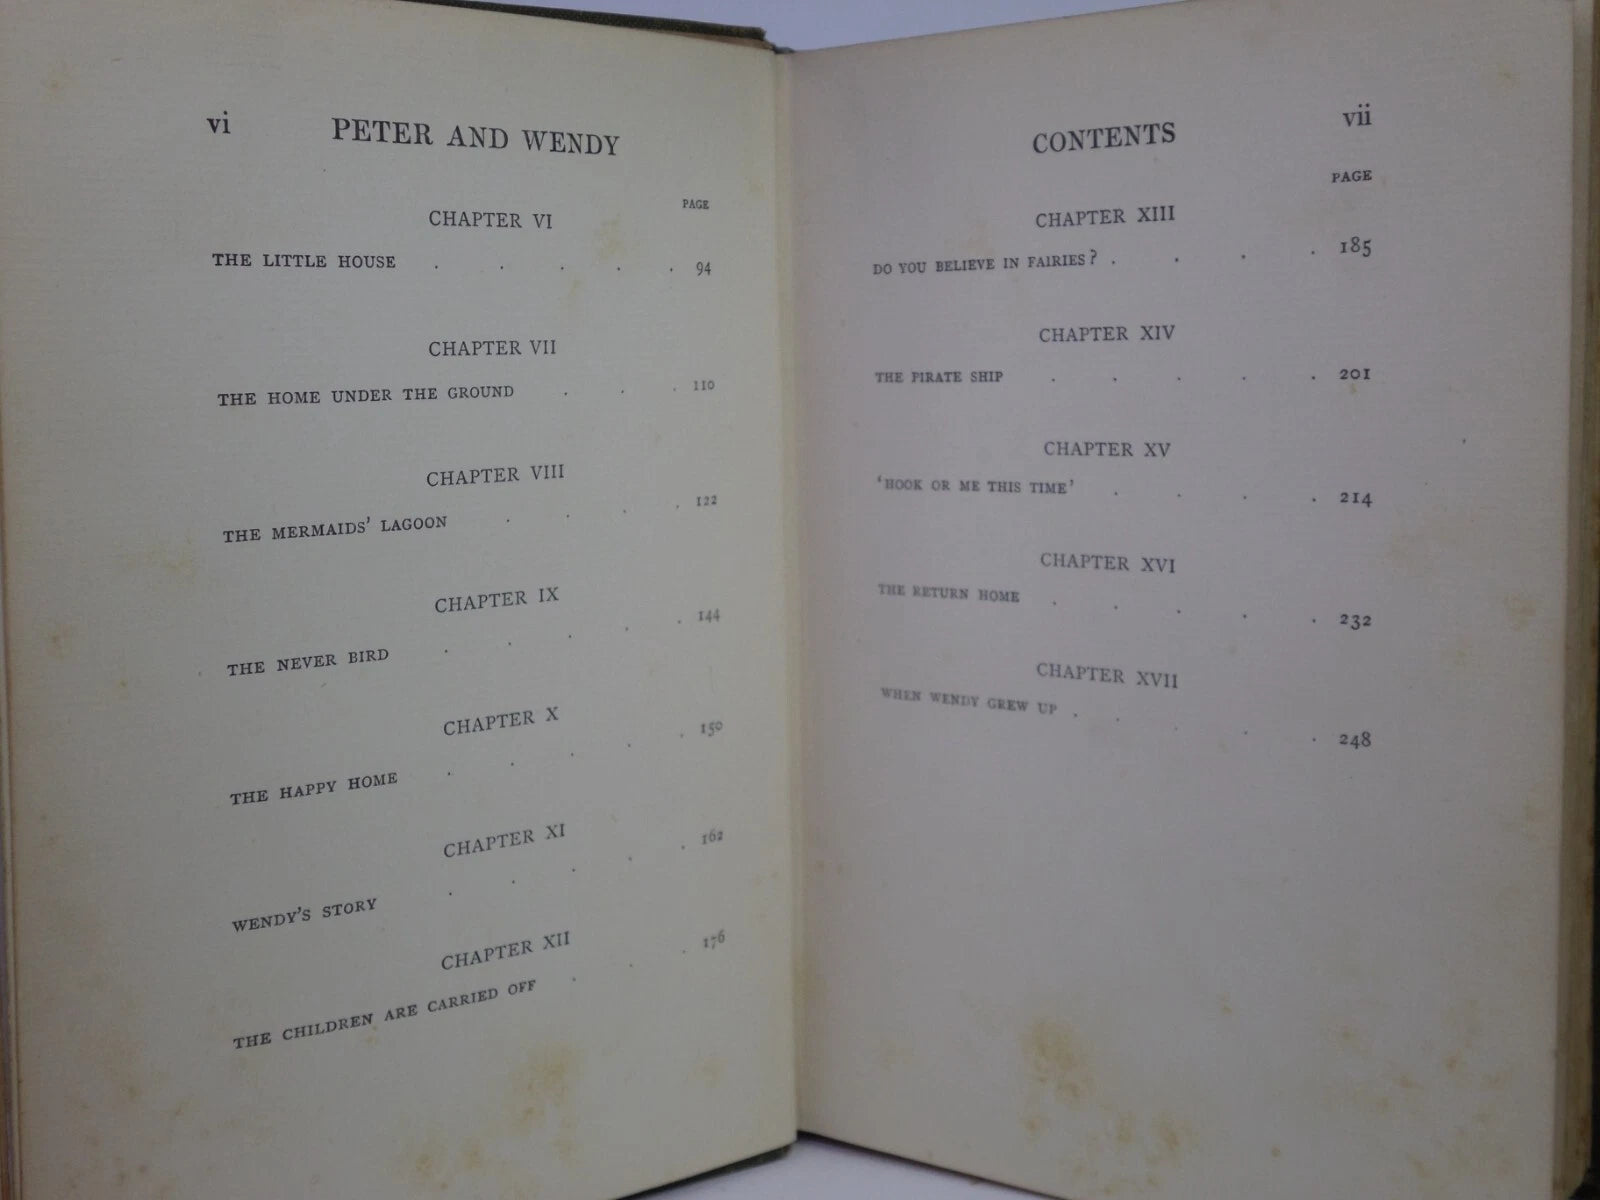 vi PETER AND WENDY
PAGE
CHAPTER VI
THE LITTLE HOUSE . . . . . 94
CHAPTER VII
THE HOME UNDER THE GROUND . . . 110
CHAPTER VIII
THE MERMAIDS' LAGOON . . . . 122
CHAPTER IX
THE NEVER BIRD . . . . . 144
CHAPTER X
THE HAPPY HOME . . . . . 150
CHAPTER XI
WENDY'S STORY . . . . . 162
CHAPTER XII
THE CHILDREN ARE CARRIED OFF . . . 176
CONTENTS vii
PAGE
CHAPTER XIII
DO YOU BELIEVE IN FAIRIES? . . . . 185
CHAPTER XIV
THE PIRATE SHIP . . . . . 201
CHAPTER XV
'HOOK OR ME THIS TIME' . . . . 214
CHAPTER XVI
THE RETURN HOME . . . . . 232
CHAPTER XVII
WHEN WENDY GREW UP . . . . . 248